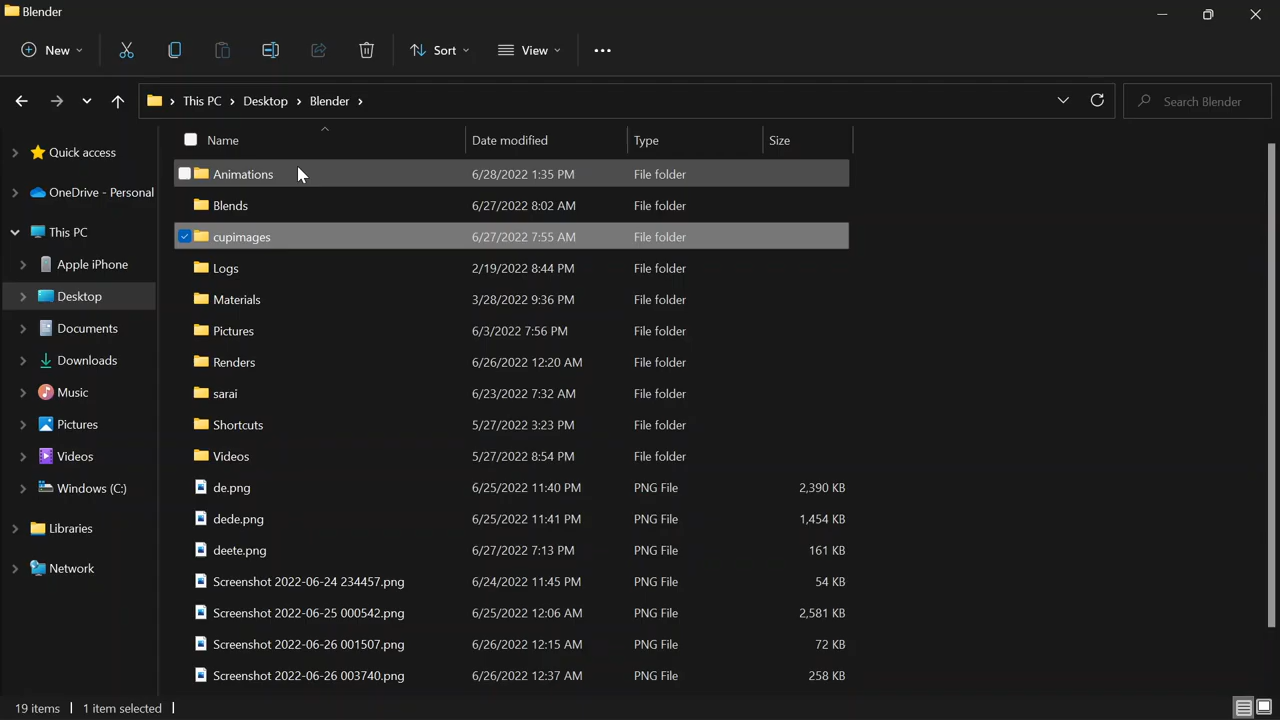 Blender
New
Sort
View
This PC
Desktop
Blender
Search Blender
Name
Date modified
Type
Size
Quick access
OneDrive - Personal
This PC
Apple iPhone
Desktop
Documents
Downloads
Music
Pictures
Videos
Windows (C:)
Libraries
Network
Animations 6/28/2022 1:35 PM File folder
Blends 6/27/2022 8:02 AM File folder
cupimages 6/27/2022 7:55 AM File folder
Logs 2/19/2022 8:44 PM File folder
Materials 3/28/2022 9:36 PM File folder
Pictures 6/3/2022 7:56 PM File folder
Renders 6/26/2022 12:20 AM File folder
sarai 6/23/2022 7:32 AM File folder
Shortcuts 5/27/2022 3:23 PM File folder
Videos 5/27/2022 8:54 PM File folder
de.png 6/25/2022 11:40 PM PNG File 2,390 KB
dede.png 6/25/2022 11:41 PM PNG File 1,454 KB
deete.png 6/27/2022 7:13 PM PNG File 161 KB
Screenshot 2022-06-24 234457.png 6/24/2022 11:45 PM PNG File 54 KB
Screenshot 2022-06-25 000542.png 6/25/2022 12:06 AM PNG File 2,581 KB
Screenshot 2022-06-26 001507.png 6/26/2022 12:15 AM PNG File 72 KB
Screenshot 2022-06-26 003740.png 6/26/2022 12:37 AM PNG File 258 KB
19 items
1 item selected